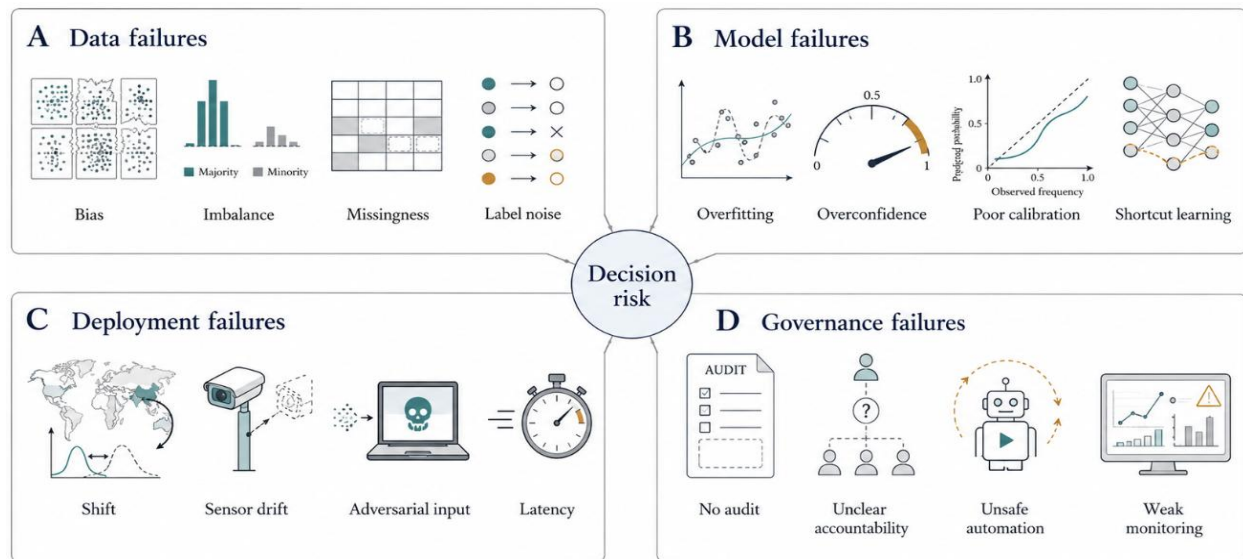 A Data failures
Majority
Minority
Bias
Imbalance
Missingness
Label noise
B Model failures
0
0.5
1
1.0
0.5
0
0
0.5
1.0
Observed frequency
Overfitting
Overconfidence
Poor calibration
Shortcut learning
Decision
risk
C Deployment failures
Shift
Sensor drift
Adversarial input
Latency
D Governance failures
AUDIT
?
No audit
Unclear
accountability
Unsafe
automation
Weak
monitoring